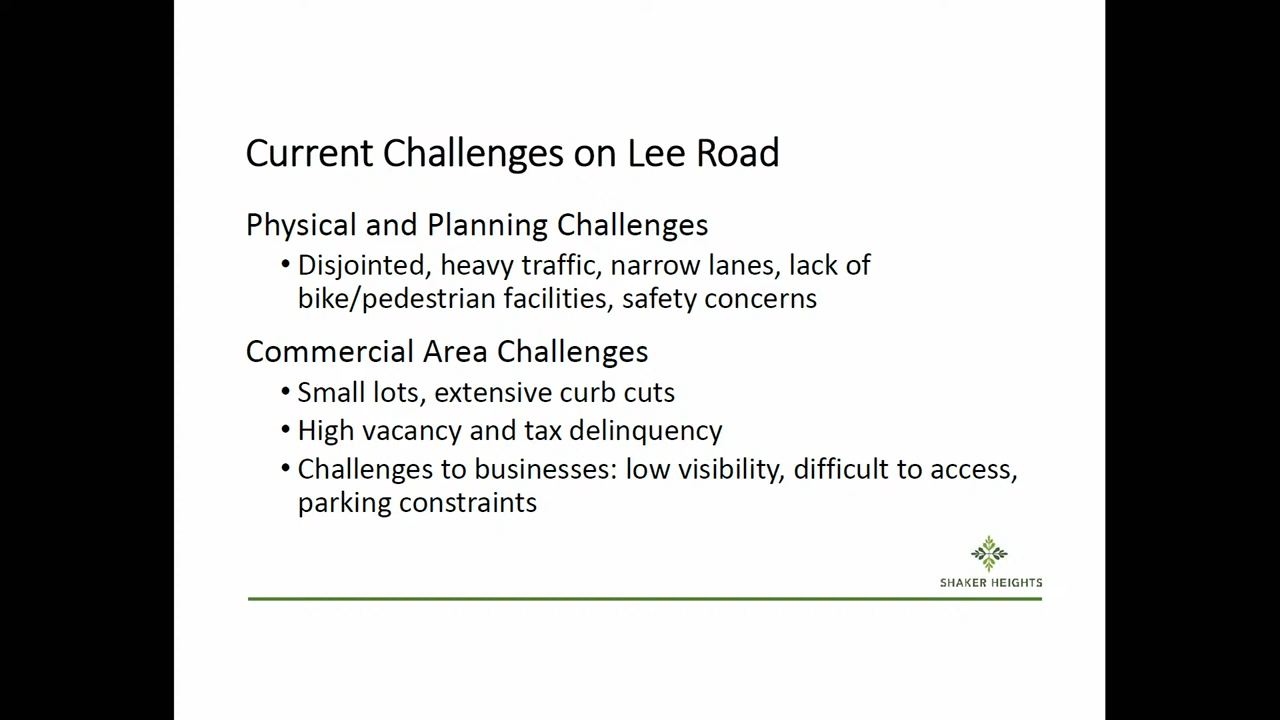 Current Challenges on Lee Road
Physical and Planning Challenges
• Disjointed, heavy traffic, narrow lanes, lack of
bike/pedestrian facilities, safety concerns
Commercial Area Challenges
• Small lots, extensive curb cuts
• High vacancy and tax delinquency
• Challenges to businesses: low visibility, difficult to access,
parking constraints
SHAKER HEIGHTS